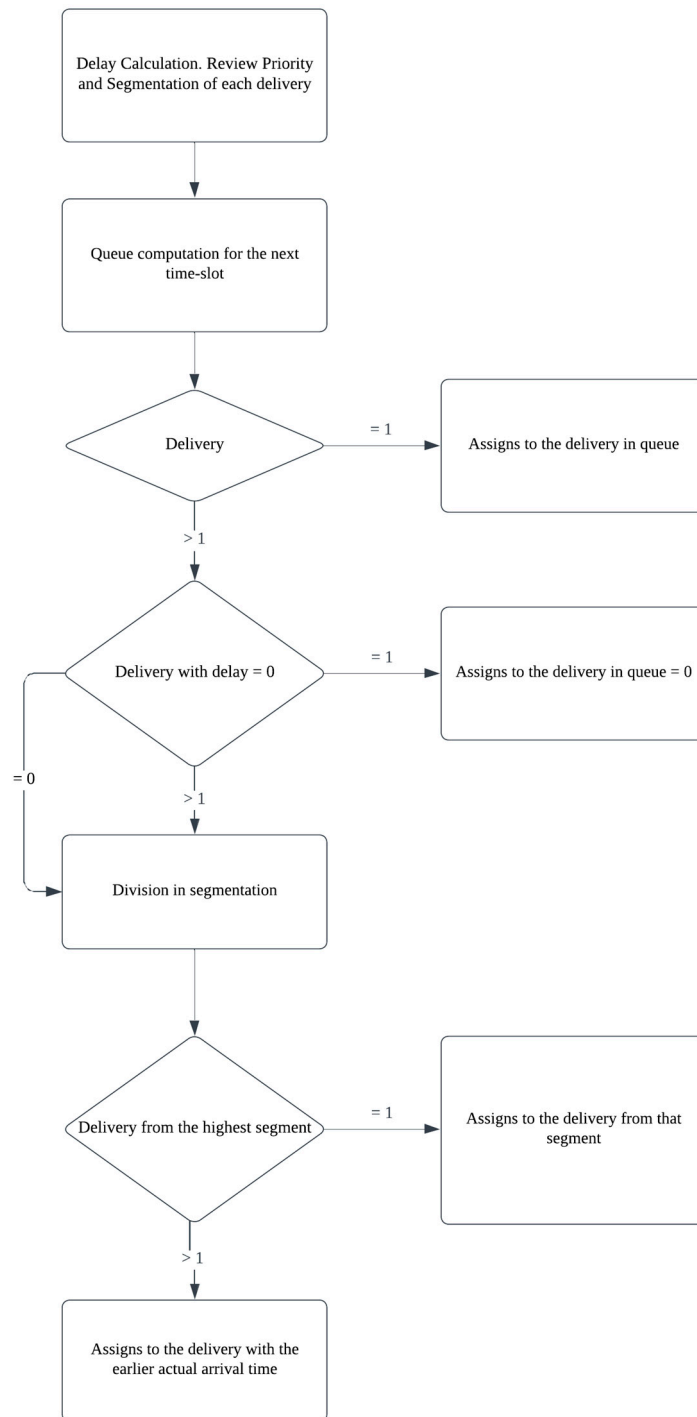 Delay Calculation. Review Priority
and Segmentation of each delivery
Queue computation for the next
time-slot
Delivery
= 1
Assigns to the delivery in queue
> 1
Delivery with delay = 0
= 1
Assigns to the delivery in queue = 0
= 0
> 1
Division in segmentation
Delivery from the highest segment
= 1
Assigns to the delivery from that
segment
> 1
Assigns to the delivery with the
earlier actual arrival time